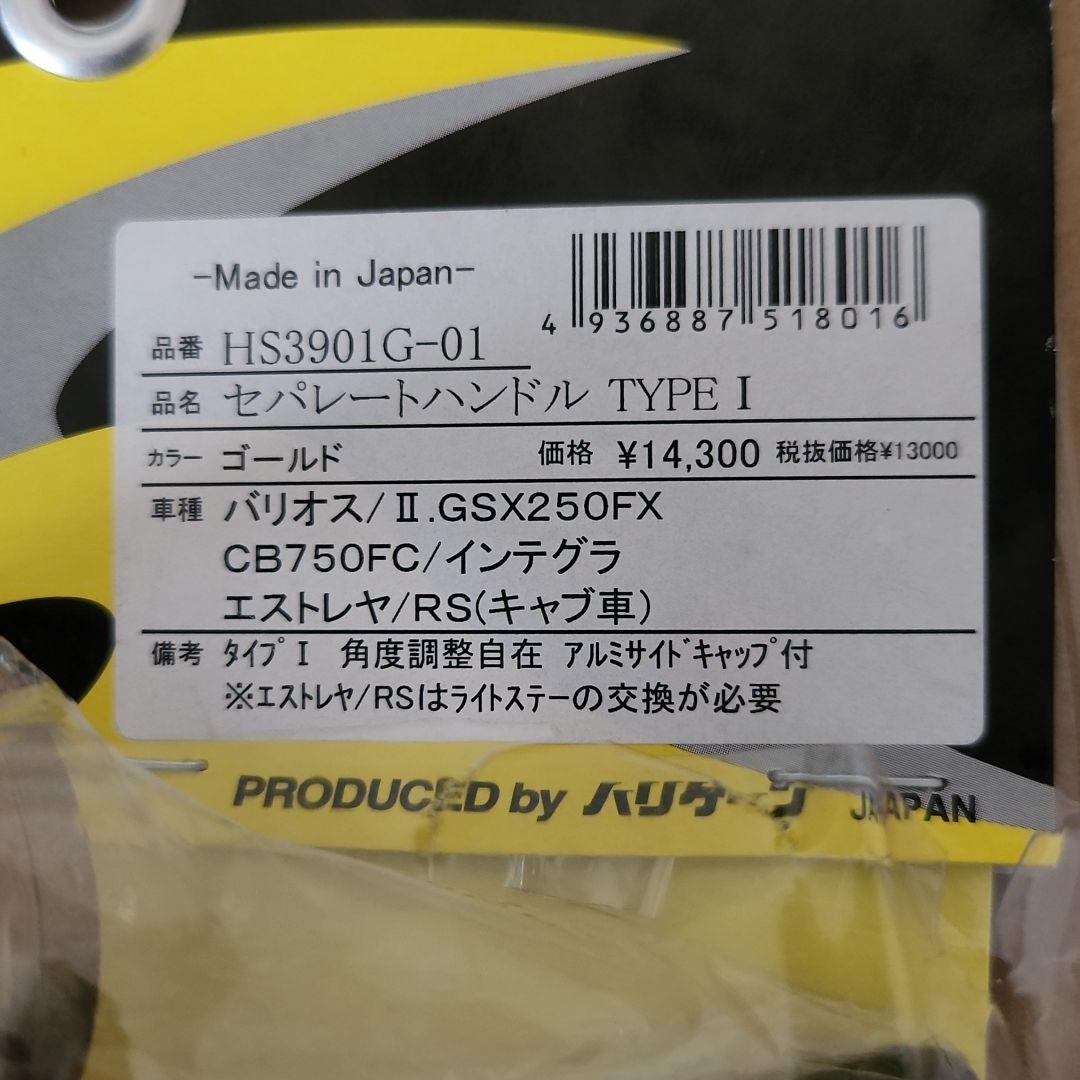 -Made in Japan-
4 936887 518016
品番 HS3901G-01
品名 セパレートハンドル TYPE Ⅰ
カラー ゴールド 価格 ¥14,300 税抜価格¥13000
車種 バリオス/Ⅱ.GSX250FX
CB750FC/インテグラ
エストレヤ/RS(キャブ車)
備考 ﾀｲﾌﾟⅠ 角度調整自在 ｱﾙﾐｻｲﾄﾞｷｬｯﾌﾟ付
※ｴｽﾄﾚﾔ/RSはﾗｲﾄｽﾃｰの交換が必要
PRODUCED by ハリケーン JAPAN